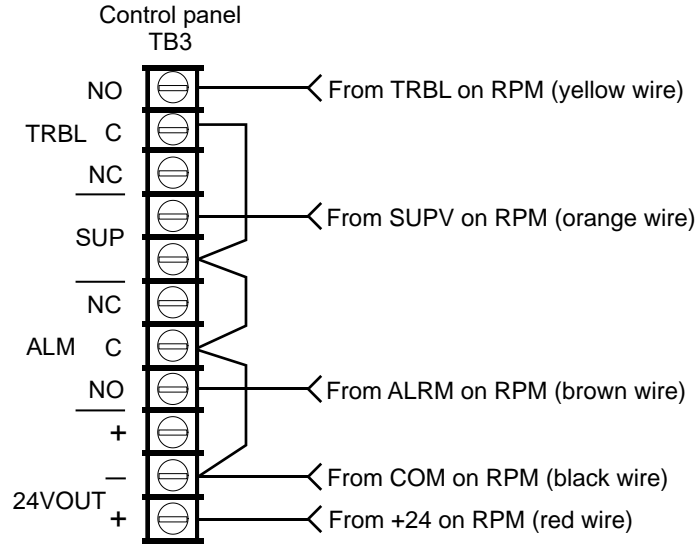 Control panel
TB3
NO
From TRBL on RPM (yellow wire)
TRBL C
NC
From SUPV on RPM (orange wire)
SUP
NC
ALM C
NO
From ALRM on RPM (brown wire)
+
–
From COM on RPM (black wire)
24VOUT
+
From +24 on RPM (red wire)